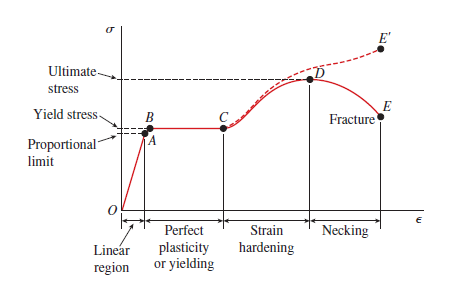 σ
E'
Ultimate
stress
D
Yield stress
B
C
Fracture
E
Proportional
limit
A
O
ϵ
Linear
region
Perfect
plasticity
or yielding
Strain
hardening
Necking